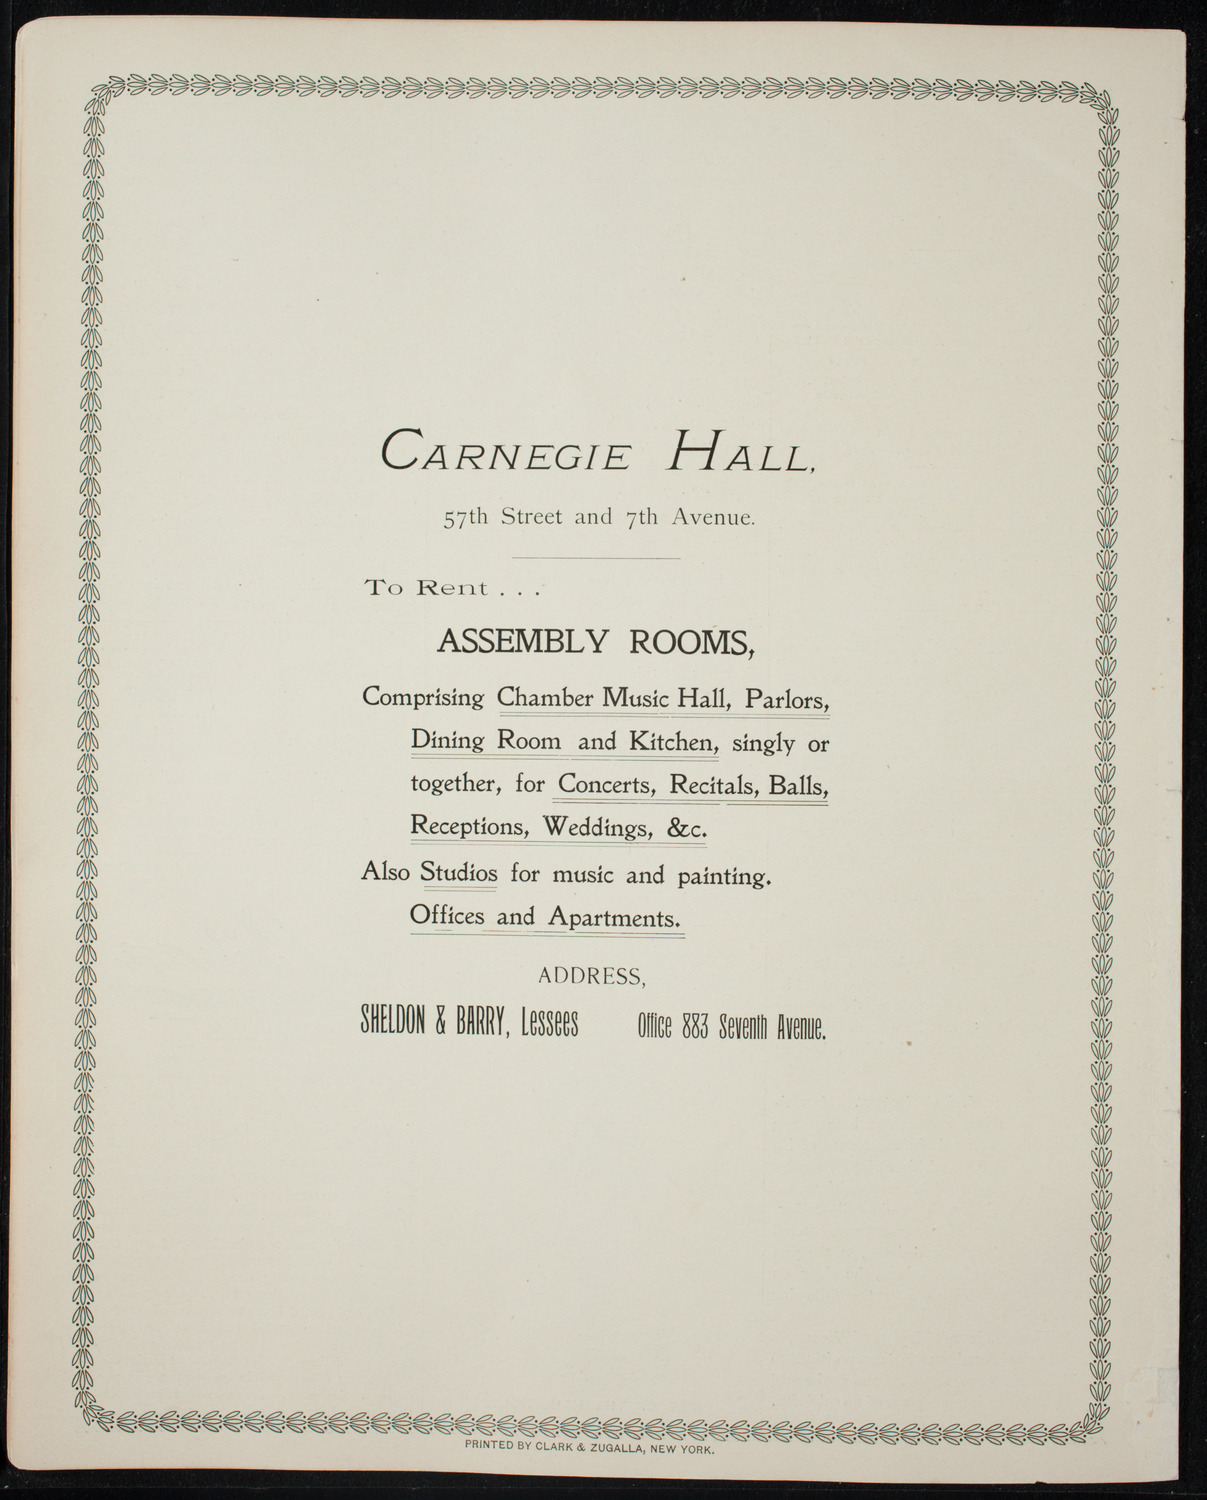 CARNEGIE HALL,
57th Street and 7th Avenue.
To Rent . . .
ASSEMBLY ROOMS,
Comprising Chamber Music Hall, Parlors,
Dining Room and Kitchen, singly or
together, for Concerts, Recitals, Balls,
Receptions, Weddings, &c.
Also Studios for music and painting.
Offices and Apartments.
ADDRESS,
SHELDON & BARRY, Lessees Office 883 Seventh Avenue.
PRINTED BY CLARK & ZUGALLA, NEW YORK.